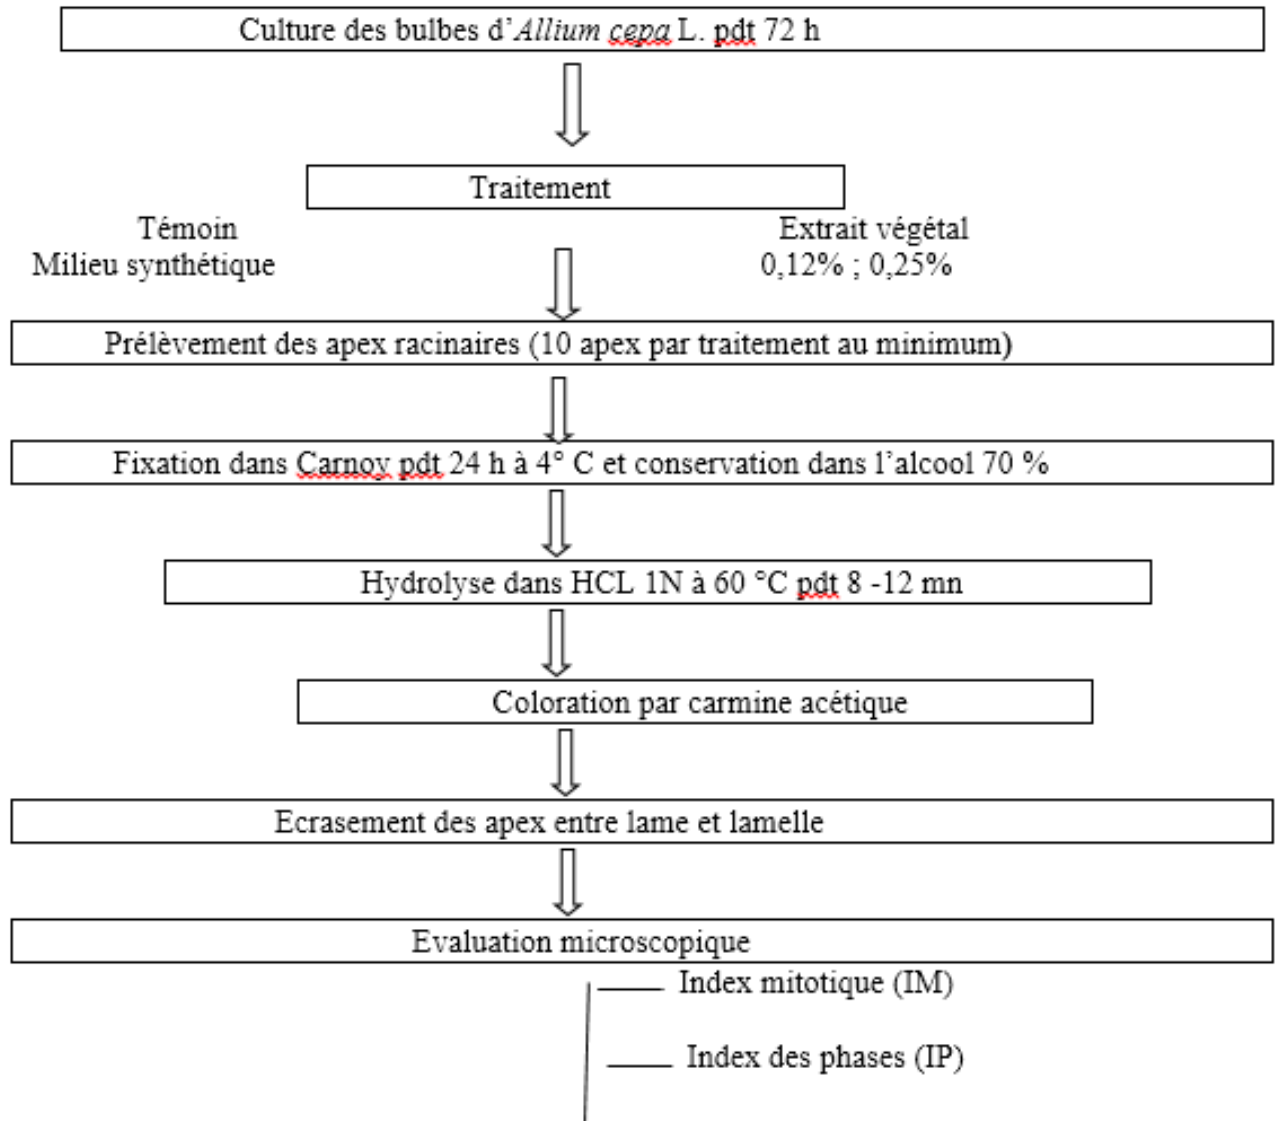 Culture des bulbes d’Allium cepa L. pdt 72 h
Traitement
Témoin
Milieu synthétique
Extrait végétal
0,12% ; 0,25%
Prélèvement des apex racinaires (10 apex par traitement au minimum)
Fixation dans Carnoy pdt 24 h à 4° C et conservation dans l’alcool 70 %
Hydrolyse dans HCL 1N à 60 °C pdt 8 -12 mn
Coloration par carmine acétique
Ecrasement des apex entre lame et lamelle
Evaluation microscopique
Index mitotique (IM)
Index des phases (IP)